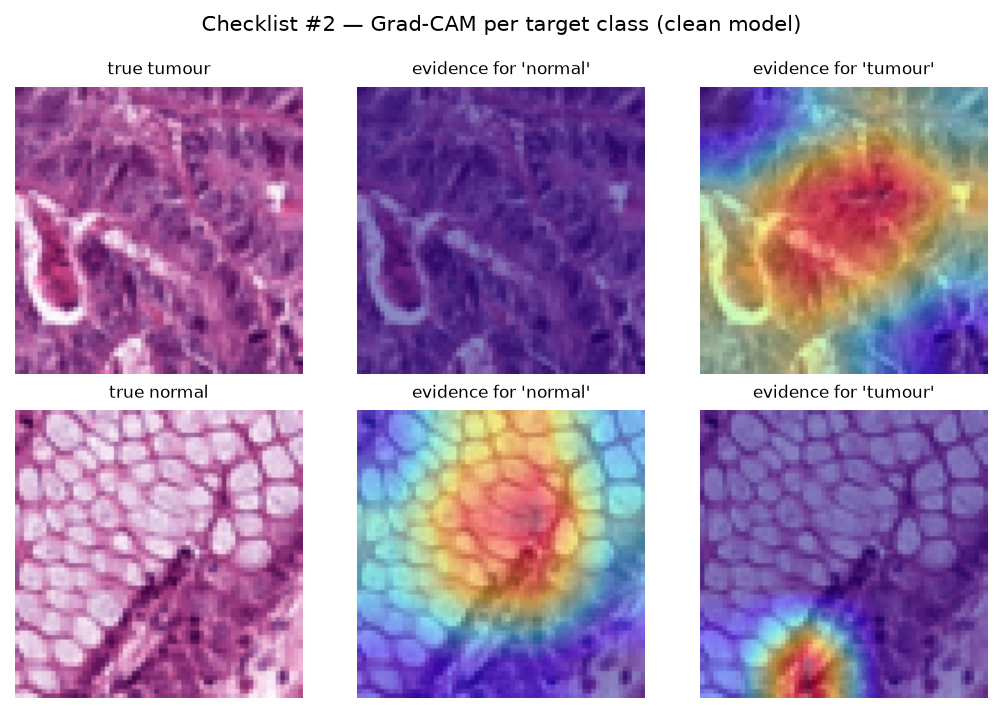 Checklist #2 — Grad-CAM per target class (clean model)
true tumour
evidence for 'normal'
evidence for 'tumour'
true normal
evidence for 'normal'
evidence for 'tumour'